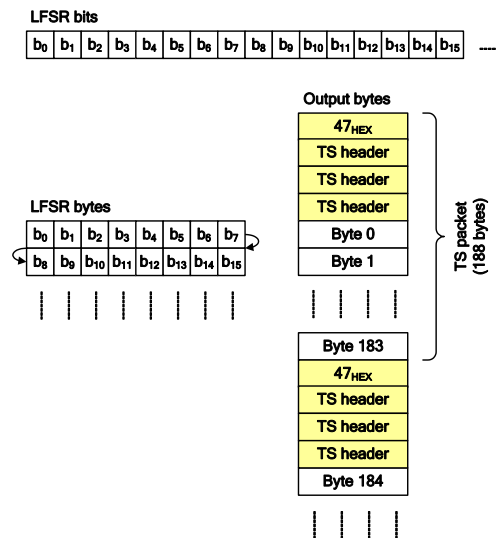 LFSR bits
b0 b1 b2 b3 b4 b5 b6 b7 b8 b9 b10 b11 b12 b13 b14 b15
Output bytes
47HEX
TS header
TS header
TS header
Byte 0
Byte 1
LFSR bytes
b0 b1 b2 b3 b4 b5 b6 b7
b8 b9 b10 b11 b12 b13 b14 b15
TS packet
(188 bytes)
Byte 183
47HEX
TS header
TS header
TS header
Byte 184